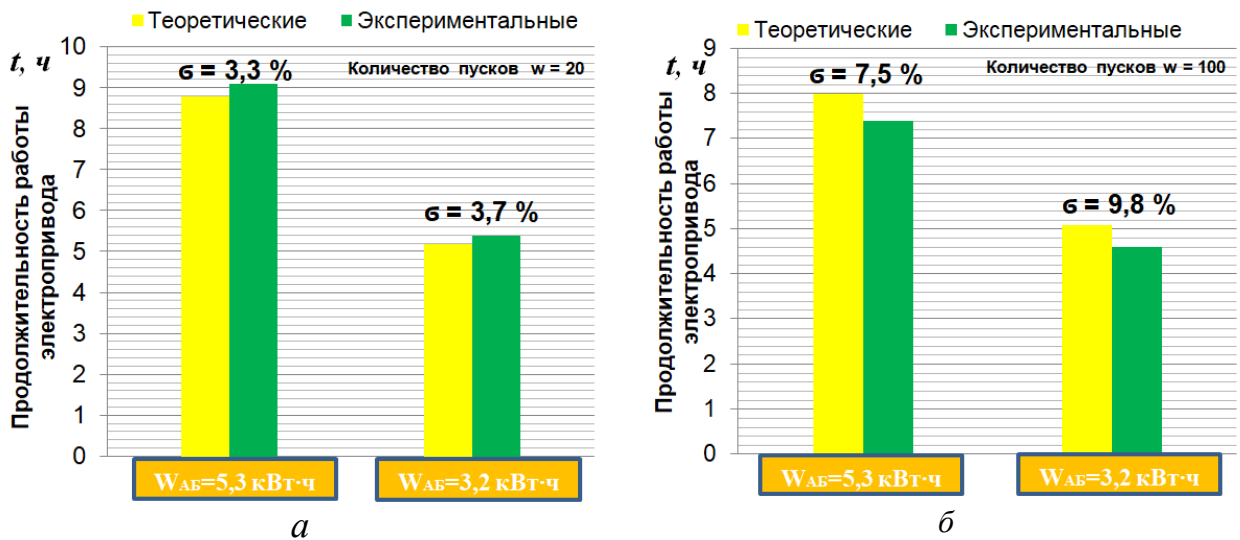 Теоретические Экспериментальные
t, ч
Продолжительность работы
электропривода
10
9
8
7
6
5
4
3
2
1
0
ϭ = 3,3 %
Количество пусков w = 20
ϭ = 3,7 %
WАБ=5,3 кВт·ч
WАБ=3,2 кВт·ч
а
Теоретические Экспериментальные
t, ч
Продолжительность работы
электропривода
9
8
7
6
5
4
3
2
1
0
ϭ = 7,5 %
Количество пусков w = 100
ϭ = 9,8 %
WАБ=5,3 кВт·ч
WАБ=3,2 кВт·ч
б